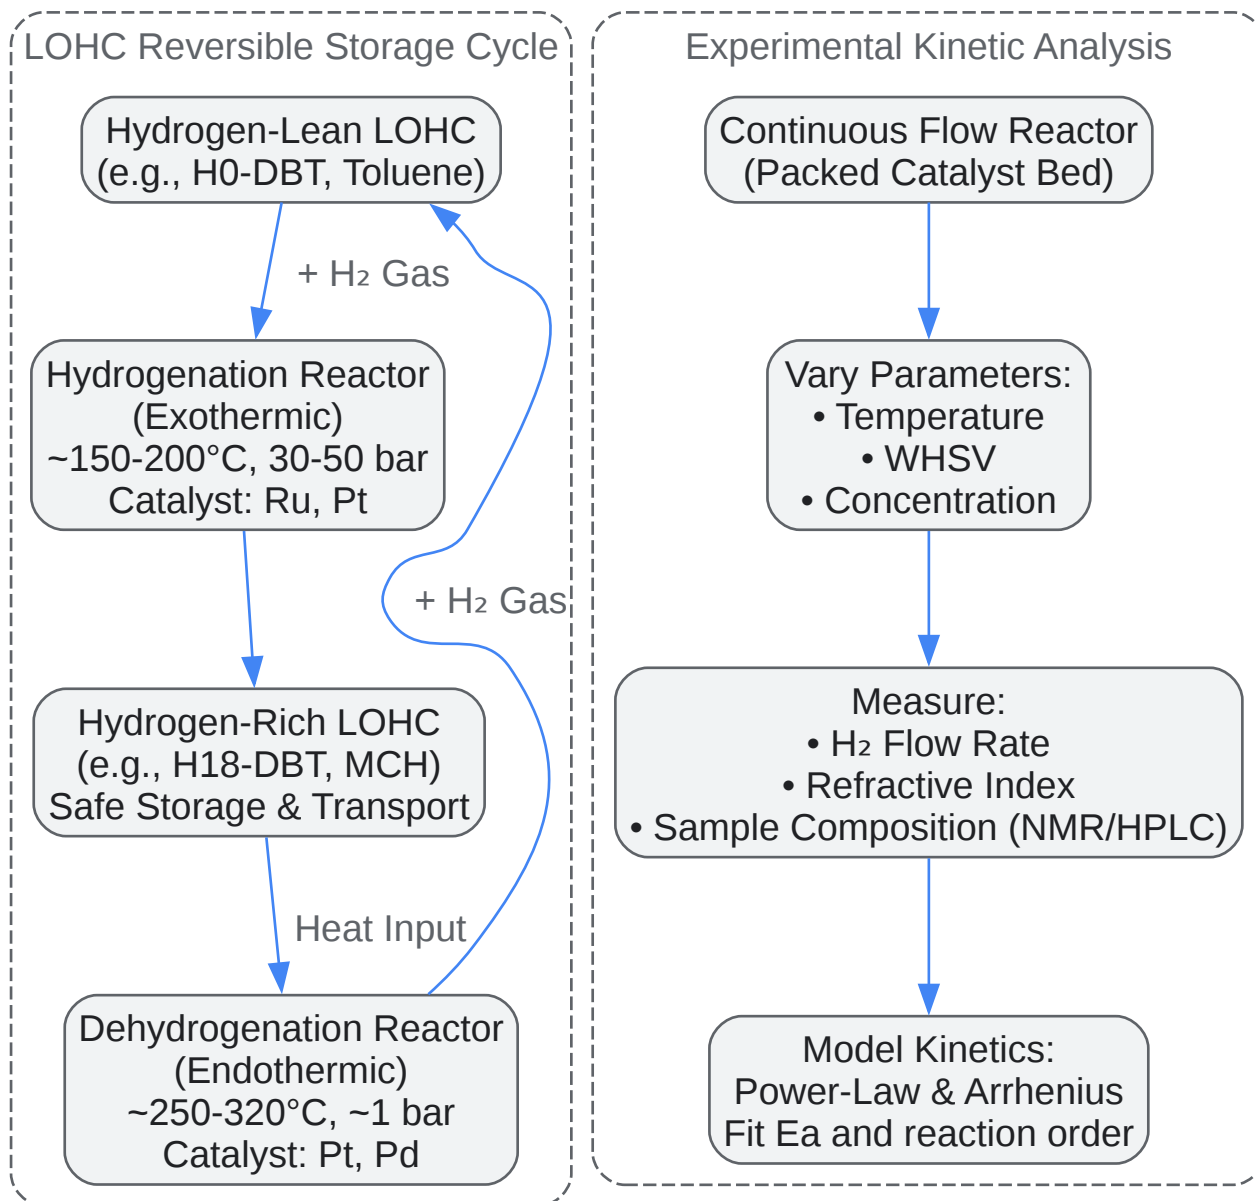 LOHC Reversible Storage Cycle
Hydrogen-Lean LOHC
(e.g., H0-DBT, Toluene)
+ H₂ Gas
Hydrogenation Reactor
(Exothermic)
~150-200°C, 30-50 bar
Catalyst: Ru, Pt
+ H₂ Gas
Hydrogen-Rich LOHC
(e.g., H18-DBT, MCH)
Safe Storage & Transport
Heat Input
Dehydrogenation Reactor
(Endothermic)
~250-320°C, ~1 bar
Catalyst: Pt, Pd
Experimental Kinetic Analysis
Continuous Flow Reactor
(Packed Catalyst Bed)
Vary Parameters:
• Temperature
• WHSV
• Concentration
Measure:
• H₂ Flow Rate
• Refractive Index
• Sample Composition (NMR/HPLC)
Model Kinetics:
Power-Law & Arrhenius
Fit Ea and reaction order